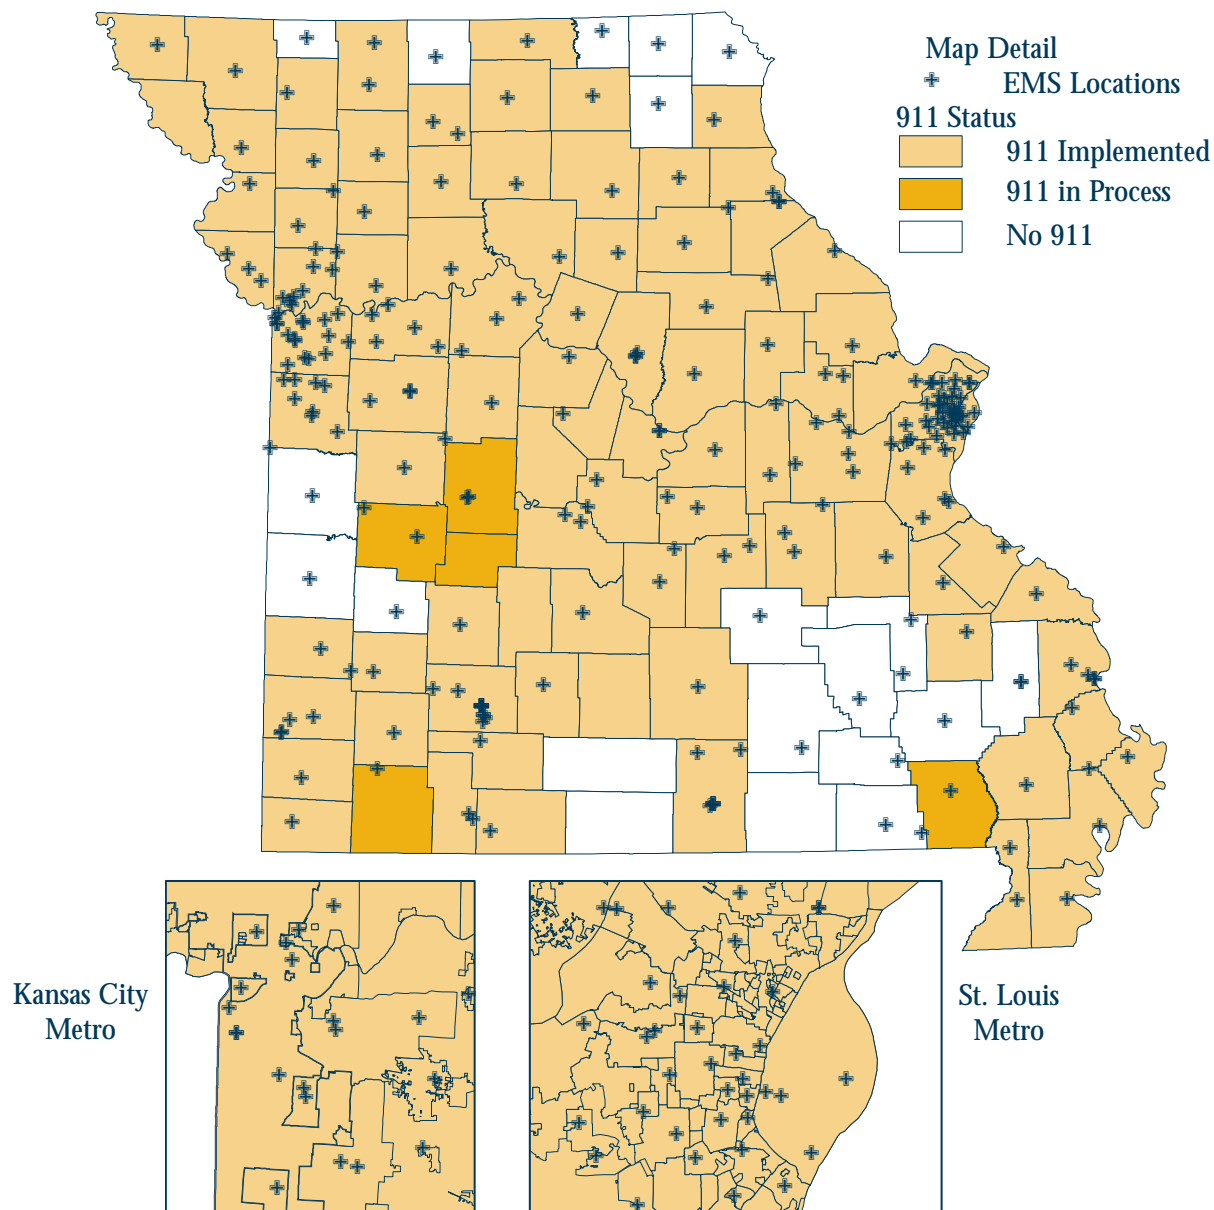 Map Detail
EMS Locations
911 Status
911 Implemented
911 in Process
No 911
Kansas City
Metro
St. Louis
Metro